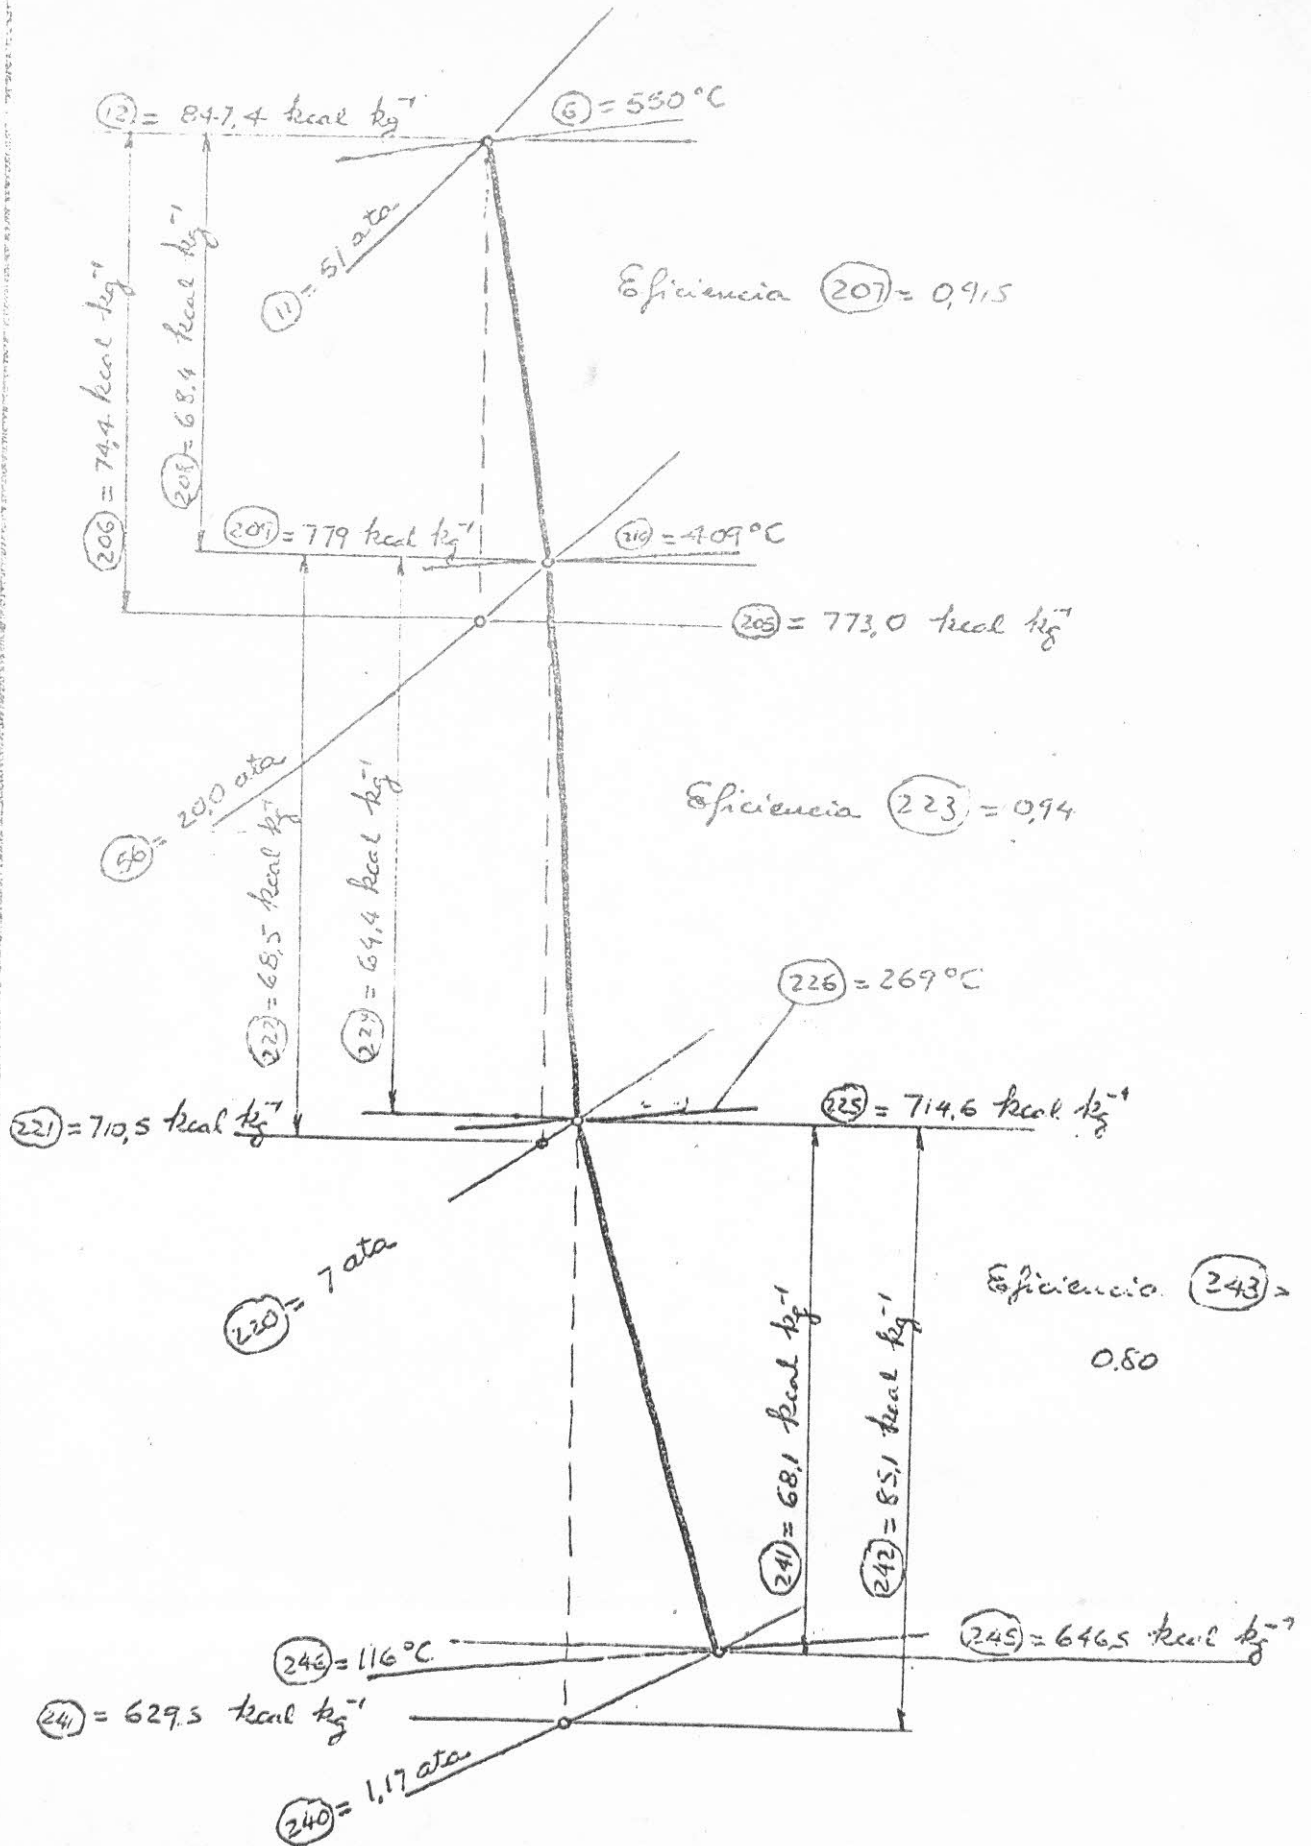 (12) = 847,4 kcal kg⁻¹
(6) = 550°C
(11) = 51 ata
(206) = 74,4 kcal kg⁻¹
(208) = 68,4 kcal kg⁻¹
Eficiencia (207) = 0,915
(209) = 779 kcal kg⁻¹
(210) = 409°C
(205) = 773,0 kcal kg⁻¹
(56) = 20,0 ata
(222) = 68,5 kcal kg⁻¹
(224) = 64,4 kcal kg⁻¹
Eficiencia (223) = 0,94
(226) = 269°C
(221) = 710,5 kcal kg⁻¹
(225) = 714,6 kcal kg⁻¹
(220) = 7 ata
Eficiencia (243) =
0.80
(241) = 68,1 kcal kg⁻¹
(242) = 85,1 kcal kg⁻¹
(246) = 116°C
(245) = 646,5 kcal kg⁻¹
(241) = 629,5 kcal kg⁻¹
(240) = 1,17 ata